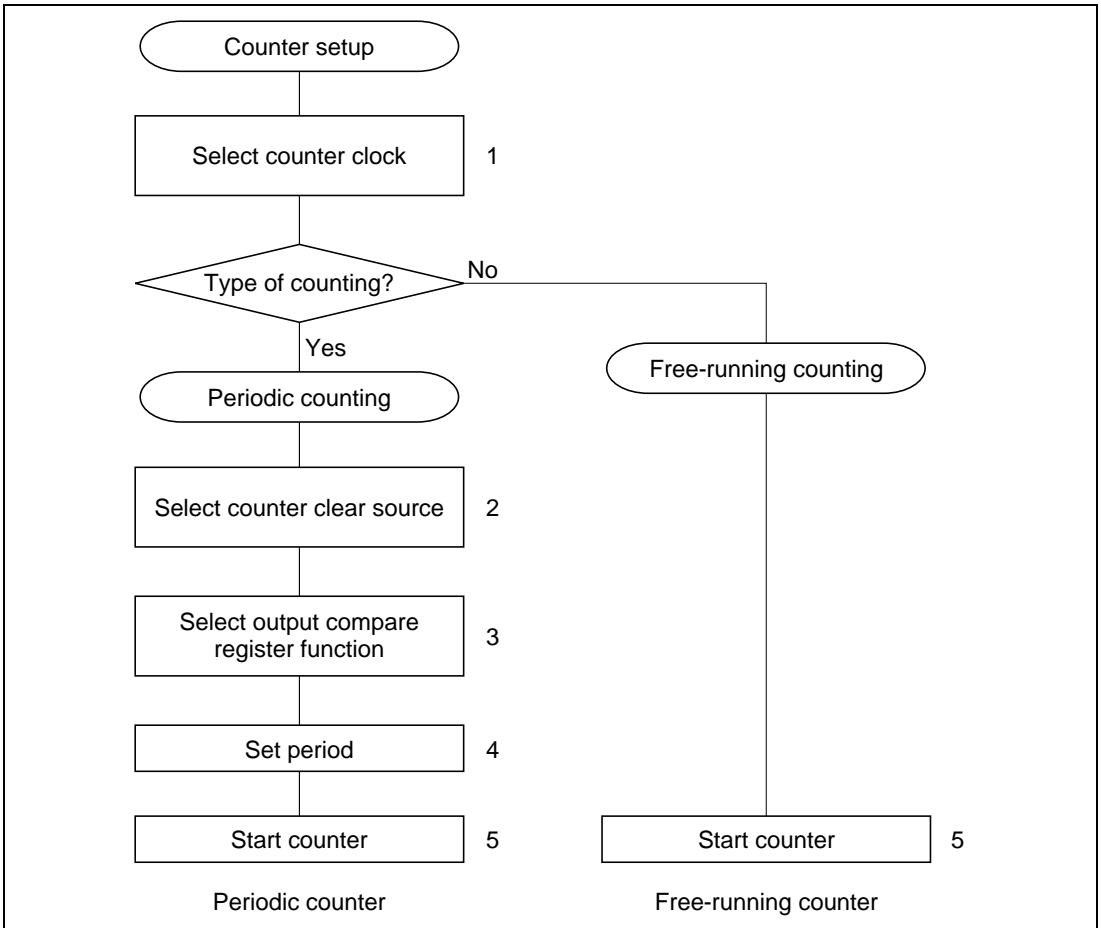 Counter setup
Select counter clock
1
Type of counting?
No
Yes
Periodic counting
Free-running counting
Select counter clear source
2
Select output compare
register function
3
Set period
4
Start counter
5
Start counter
5
Periodic counter
Free-running counter